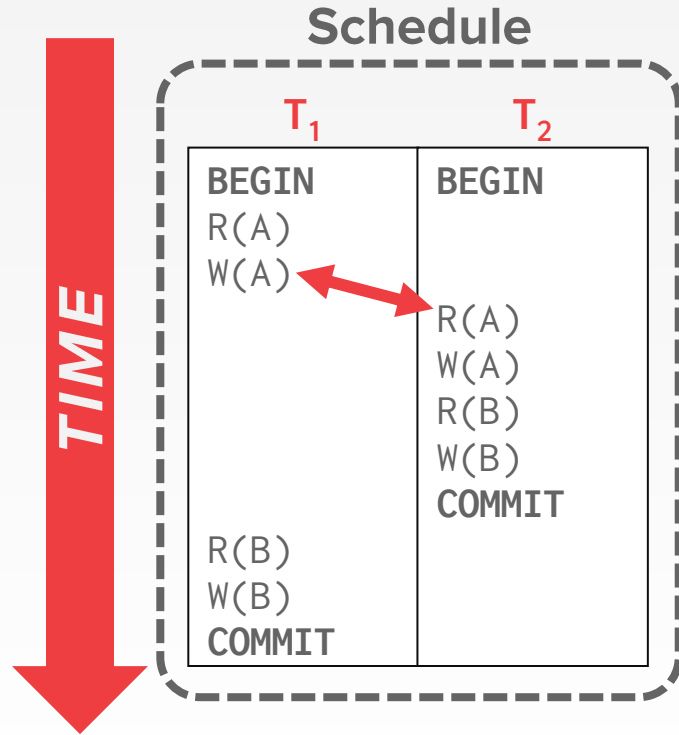 Schedule
TIME
T₁ T₂
BEGIN BEGIN
R(A)
W(A)
R(A)
W(A)
R(B)
W(B)
COMMIT
R(B)
W(B)
COMMIT